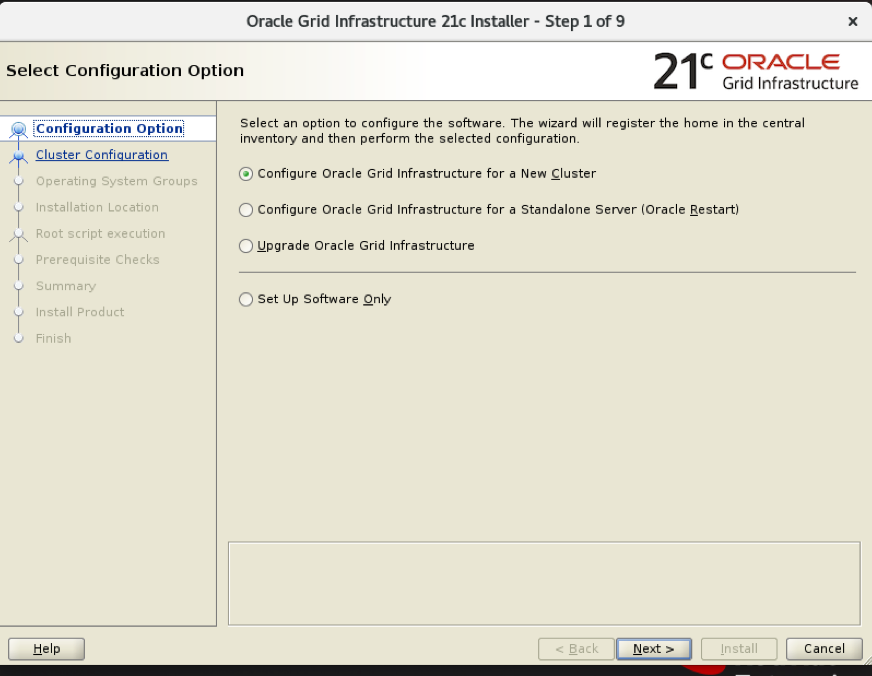 Oracle Grid Infrastructure 21c Installer - Step 1 of 9
×
Select Configuration Option
21c ORACLE
Grid Infrastructure
Configuration Option
Cluster Configuration
Operating System Groups
Installation Location
Root script execution
Prerequisite Checks
Summary
Install Product
Finish
Select an option to configure the software. The wizard will register the home in the central
inventory and then perform the selected configuration.
Configure Oracle Grid Infrastructure for a New Cluster
Configure Oracle Grid Infrastructure for a Standalone Server (Oracle Restart)
Upgrade Oracle Grid Infrastructure
Set Up Software Only
Help
< Back
Next >
Install
Cancel